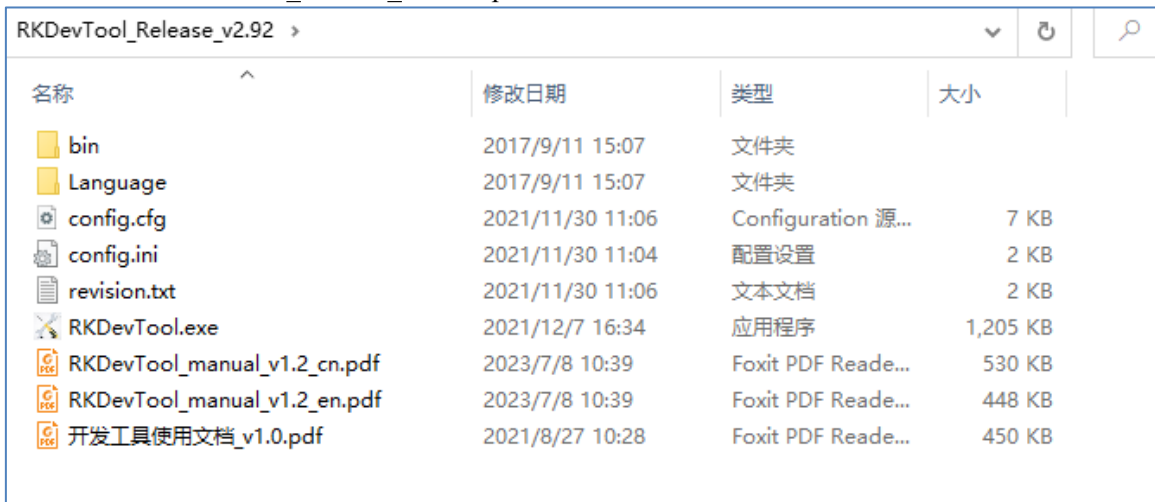 RKDevTool_Release_v2.92 >
名称 修改日期 类型 大小
bin 2017/9/11 15:07 文件夹
Language 2017/9/11 15:07 文件夹
config.cfg 2021/11/30 11:06 Configuration 源... 7 KB
config.ini 2021/11/30 11:04 配置设置 2 KB
revision.txt 2021/11/30 11:06 文本文档 2 KB
RKDevTool.exe 2021/12/7 16:34 应用程序 1,205 KB
RKDevTool_manual_v1.2_cn.pdf 2023/7/8 10:39 Foxit PDF Reade... 530 KB
RKDevTool_manual_v1.2_en.pdf 2023/7/8 10:39 Foxit PDF Reade... 448 KB
开发工具使用文档_v1.0.pdf 2021/8/27 10:28 Foxit PDF Reade... 450 KB